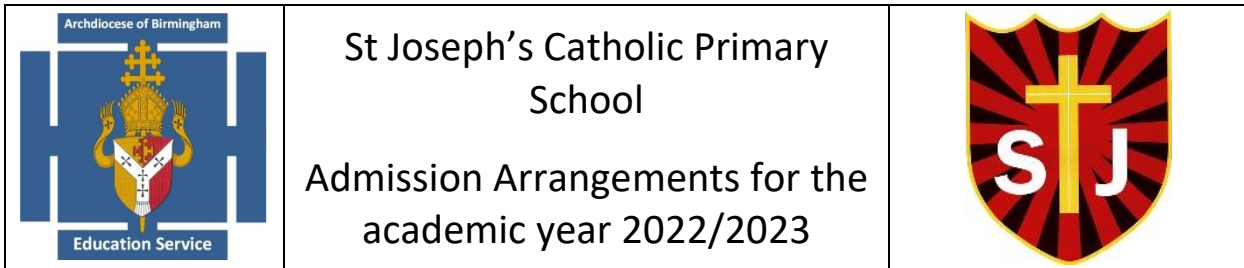 Archdiocese of Birmingham
Education Service
St Joseph’s Catholic Primary
School
Admission Arrangements for the
academic year 2022/2023
S J